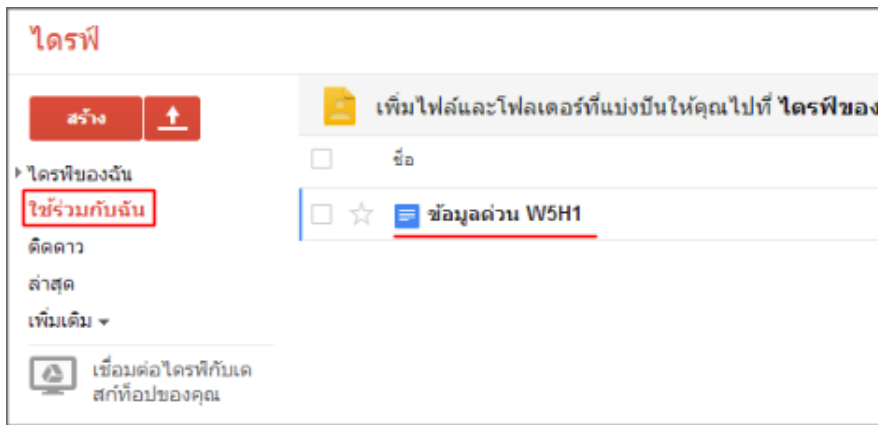 ไดรฟ์
สร้าง
เพิ่มไฟล์และโฟลเดอร์ที่แบ่งปันให้คุณไปที่ ไดรฟ์ของ
ชื่อ
ไดรฟ์ของฉัน
ใช้ร่วมกับฉัน
ข้อมูลด่วน W5H1
ติดดาว
ล่าสุด
เพิ่มเติม
เชื่อมต่อไดรฟ์กับเด
สก์ท็อปของคุณ